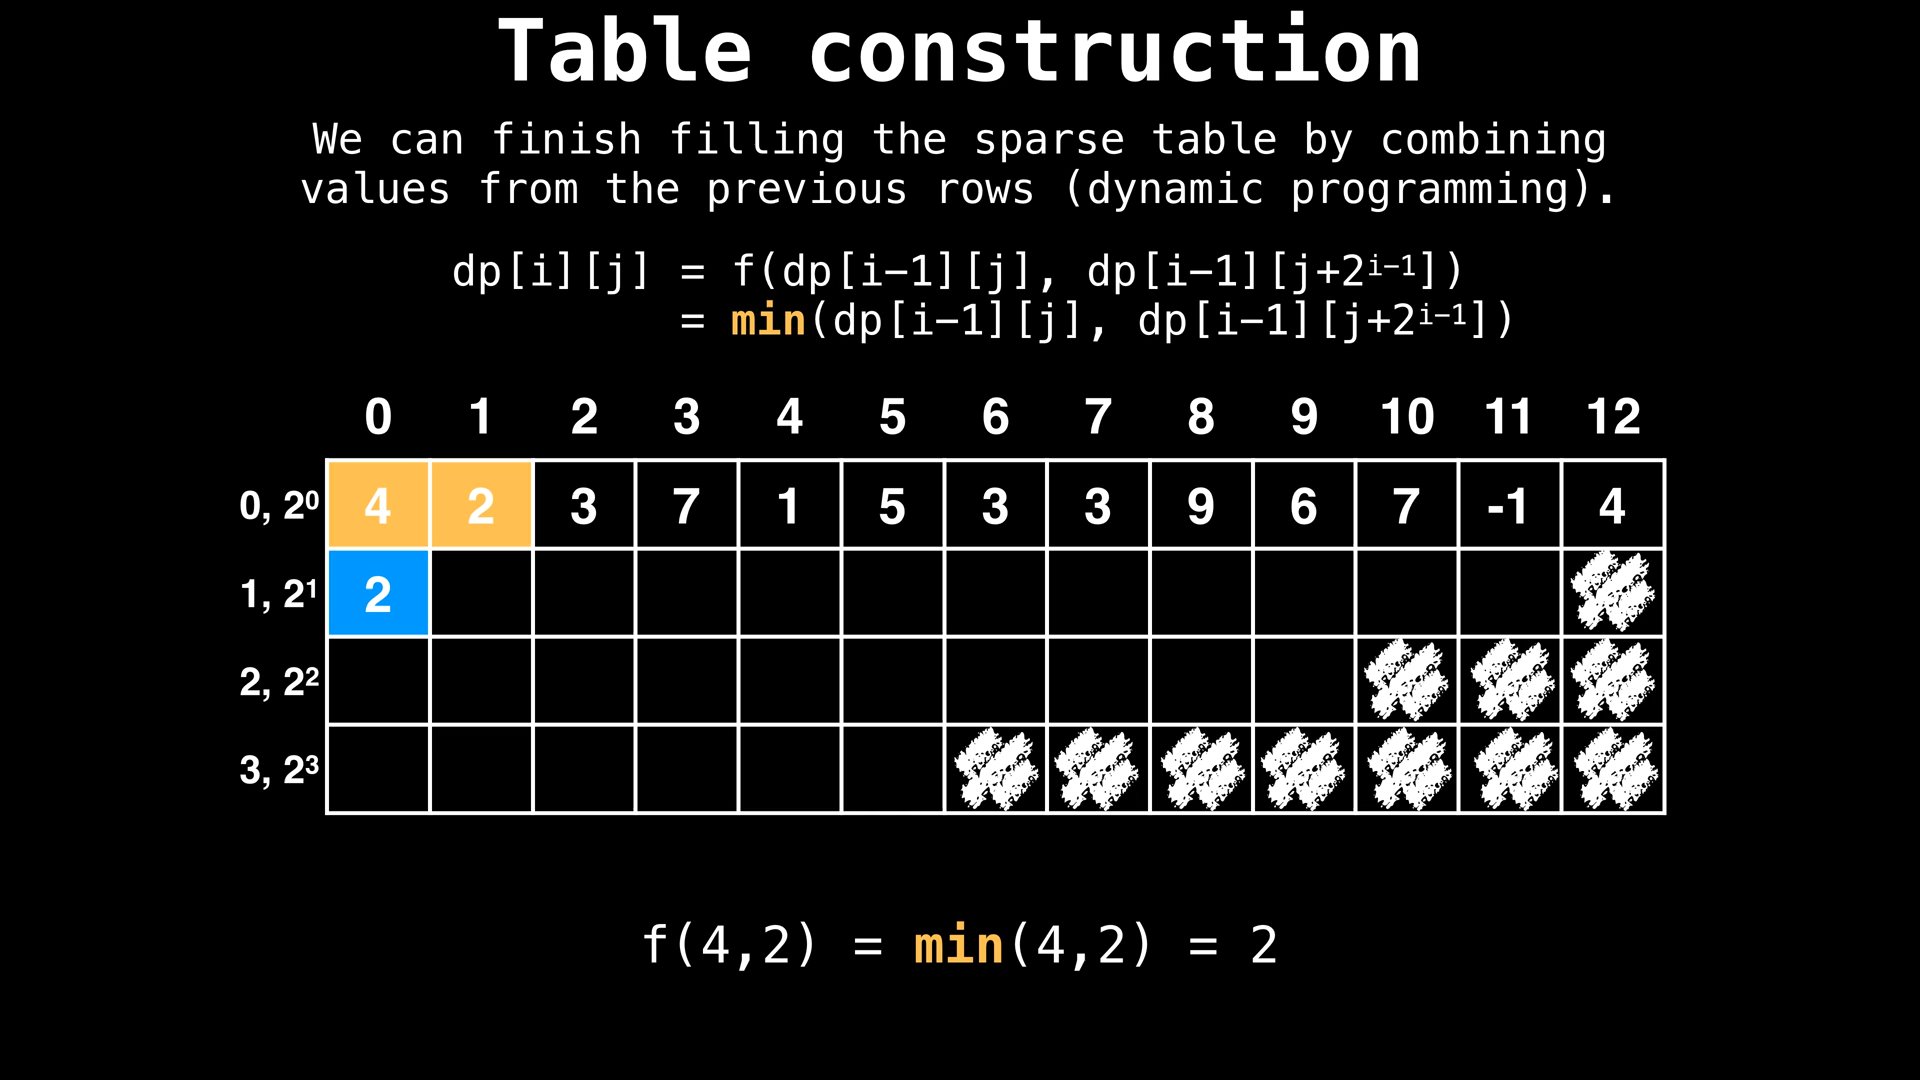 Table construction
We can finish filling the sparse table by combining
values from the previous rows (dynamic programming).
dp[i][j] = f(dp[i−1][j], dp[i−1][j+2ⁱ⁻¹])
= min(dp[i−1][j], dp[i−1][j+2ⁱ⁻¹])
0 1 2 3 4 5 6 7 8 9 10 11 12
0, 2⁰ 4 2 3 7 1 5 3 3 9 6 7 -1 4
1, 2¹ 2
2, 2²
3, 2³
f(4,2) = min(4,2) = 2